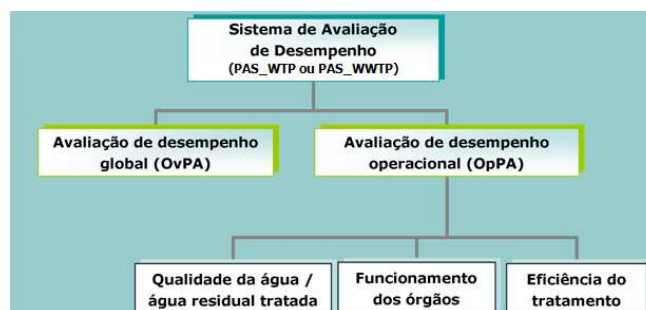 Sistema de Avaliação
de Desempenho
(PAS_WTP ou PAS_WWTP)
Avaliação de desempenho
global (OvPA)
Avaliação de desempenho
operacional (OpPA)
Qualidade da água /
água residual tratada
Funcionamento
dos órgãos
Eficiência do
tratamento